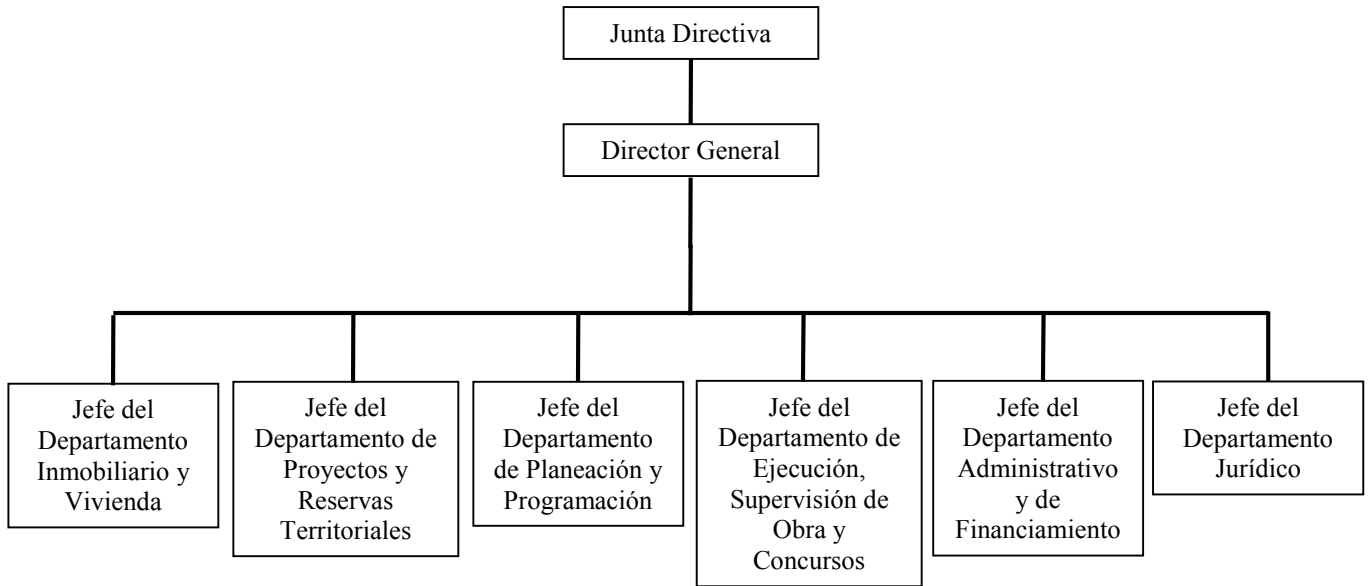 Junta Directiva
Director General
Jefe del
Departamento
Inmobiliario y
Vivienda
Jefe del
Departamento de
Proyectos y
Reservas
Territoriales
Jefe del
Departamento
de Planeación y
Programación
Jefe del
Departamento de
Ejecución,
Supervisión de
Obra y
Concursos
Jefe del
Departamento
Administrativo
y de
Financiamiento
Jefe del
Departamento
Jurídico